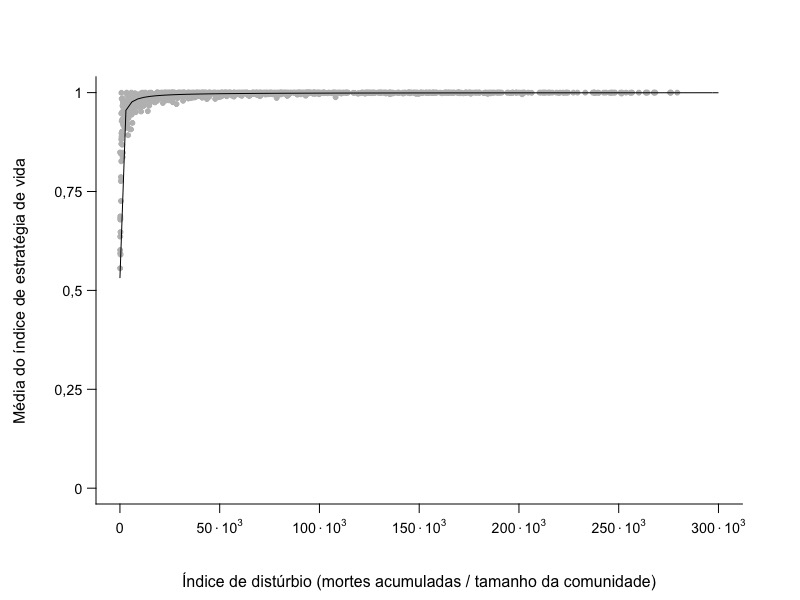 Média do índice de estratégia de vida
1
0,75
0,5
0,25
0
0
50 · 10³
100 · 10³
150 · 10³
200 · 10³
250 · 10³
300 · 10³
Índice de distúrbio (mortes acumuladas / tamanho da comunidade)